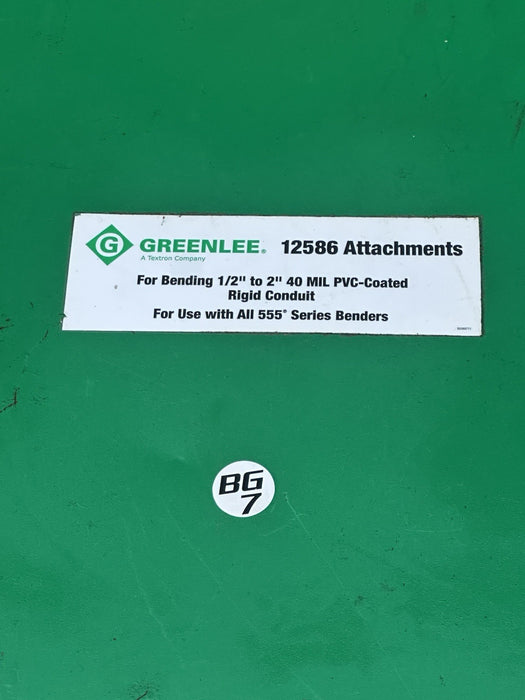 G GREENLEE® 12586 Attachments
A Textron Company
For Bending 1/2" to 2" 40 MIL PVC-Coated
Rigid Conduit
For Use with All 555® Series Benders
BG
7